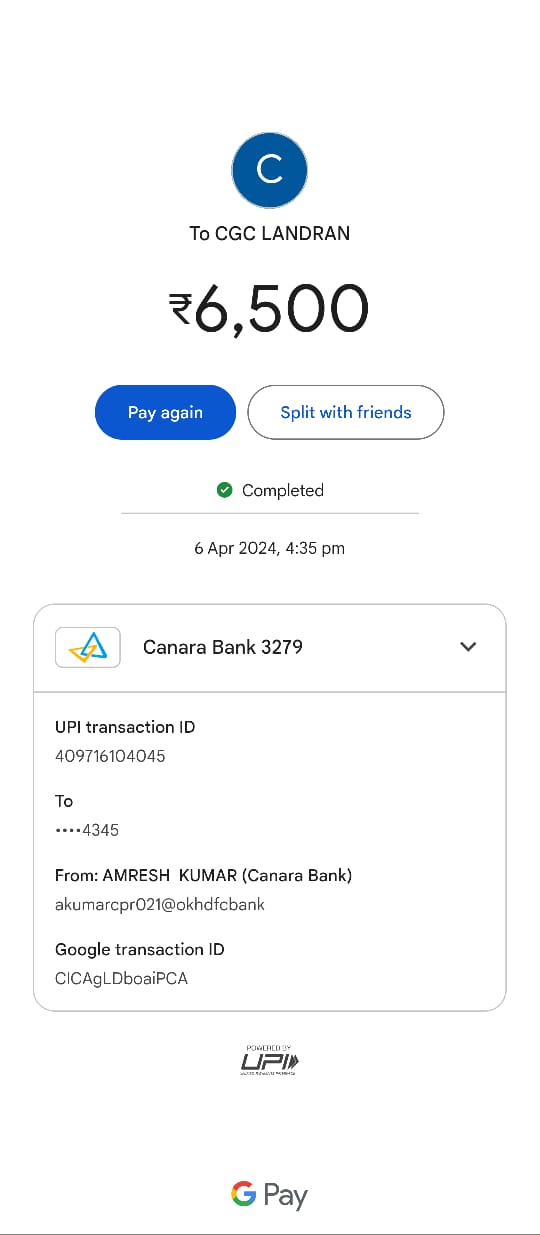 C
To CGC LANDRAN
₹6,500
Pay again
Split with friends
Completed
6 Apr 2024, 4:35 pm
Canara Bank 3279
UPI transaction ID
409716104045
To
••••4345
From: AMRESH KUMAR (Canara Bank)
akumarcpr021@okhdfcbank
Google transaction ID
CICAgLDboaiPCA
POWERED BY
UPI
G Pay